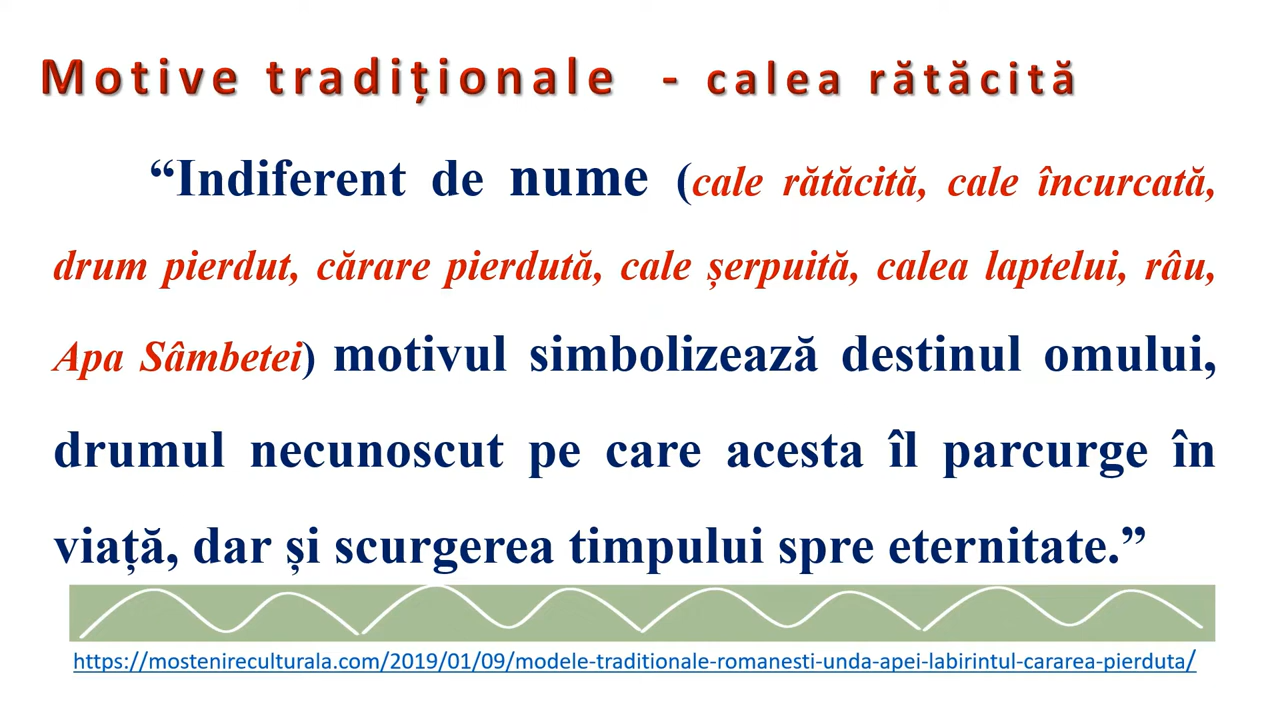 Motive tradiționale - calea rătăcită
“Indiferent de nume (cale rătăcită, cale încurcată,
drum pierdut, cărare pierdută, cale șerpuită, calea laptelui, râu,
Apa Sâmbetei) motivul simbolizează destinul omului,
drumul necunoscut pe care acesta îl parcurge în
viață, dar și scurgerea timpului spre eternitate.”
https://mostenireculturala.com/2019/01/09/modele-traditionale-romanesti-unda-apei-labirintul-cararea-pierduta/